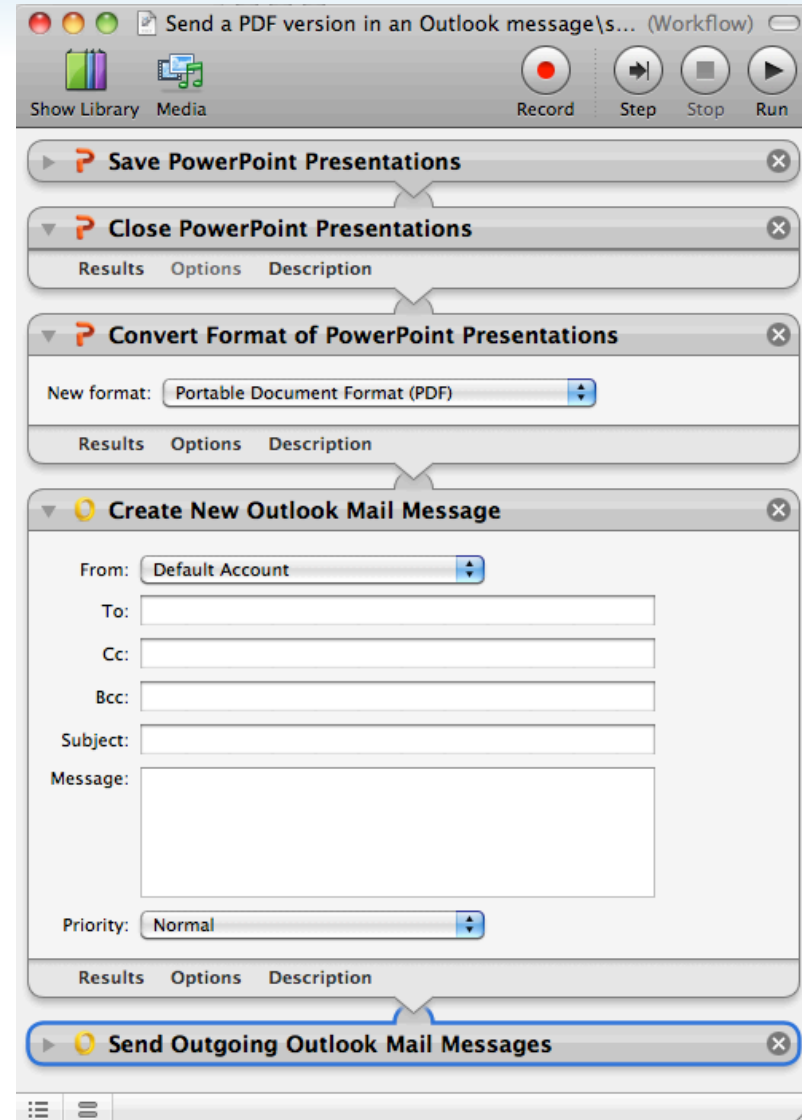 Send a PDF version in an Outlook message\s... (Workflow)
Show Library Media Record Step Stop Run
Save PowerPoint Presentations
Close PowerPoint Presentations
Results Options Description
Convert Format of PowerPoint Presentations
New format: Portable Document Format (PDF)
Results Options Description
Create New Outlook Mail Message
From: Default Account
To:
Cc:
Bcc:
Subject:
Message:
Priority: Normal
Results Options Description
Send Outgoing Outlook Mail Messages